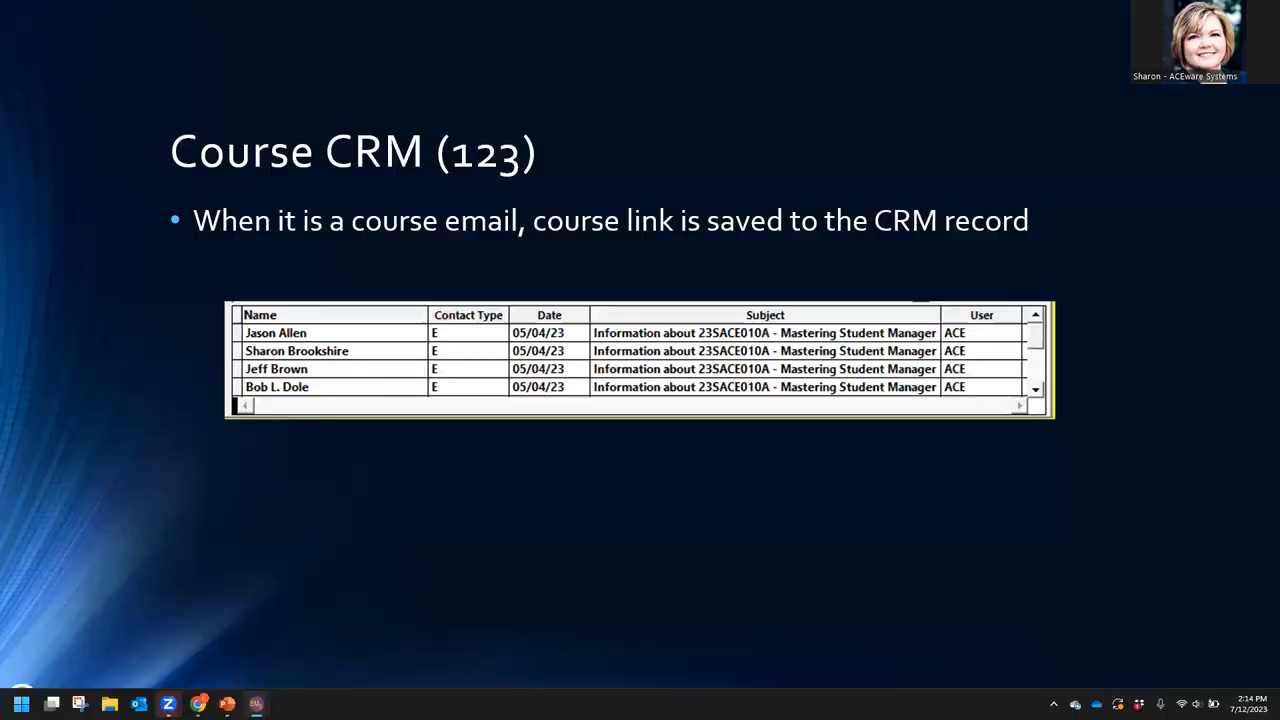 Sharon - ACEware Systems
Course CRM (123)
• When it is a course email, course link is saved to the CRM record
Name Contact Type Date Subject User
Jason Allen E 05/04/23 Information about 23SACE010A - Mastering Student Manager ACE
Sharon Brookshire E 05/04/23 Information about 23SACE010A - Mastering Student Manager ACE
Jeff Brown E 05/04/23 Information about 23SACE010A - Mastering Student Manager ACE
Bob L. Dole E 05/04/23 Information about 23SACE010A - Mastering Student Manager ACE
2:14 PM
7/12/2023